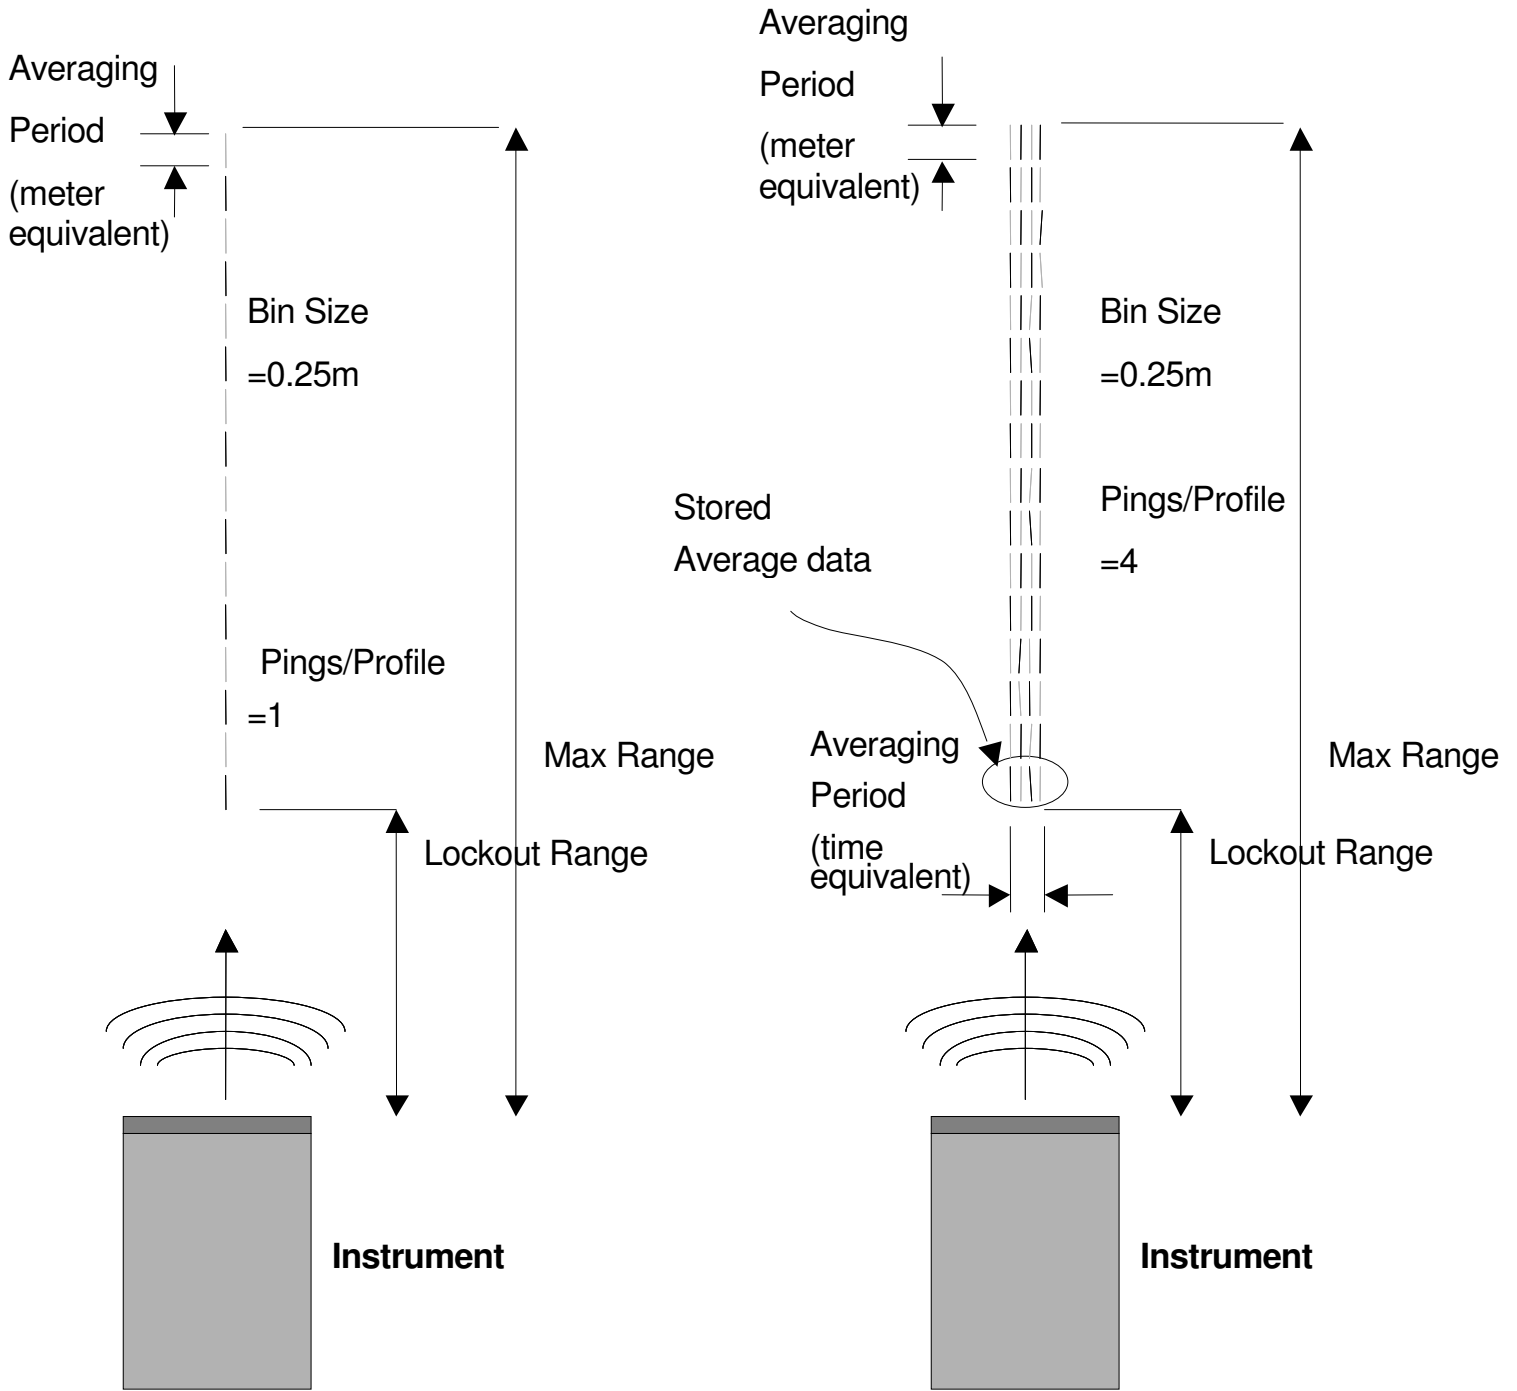 Averaging
Period
(meter
equivalent)
Bin Size
=0.25m
Pings/Profile
=1
Max Range
Lockout Range
Instrument
Averaging
Period
(meter
equivalent)
Bin Size
=0.25m
Pings/Profile
=4
Stored
Average data
Averaging
Period
(time
equivalent)
Max Range
Lockout Range
Instrument